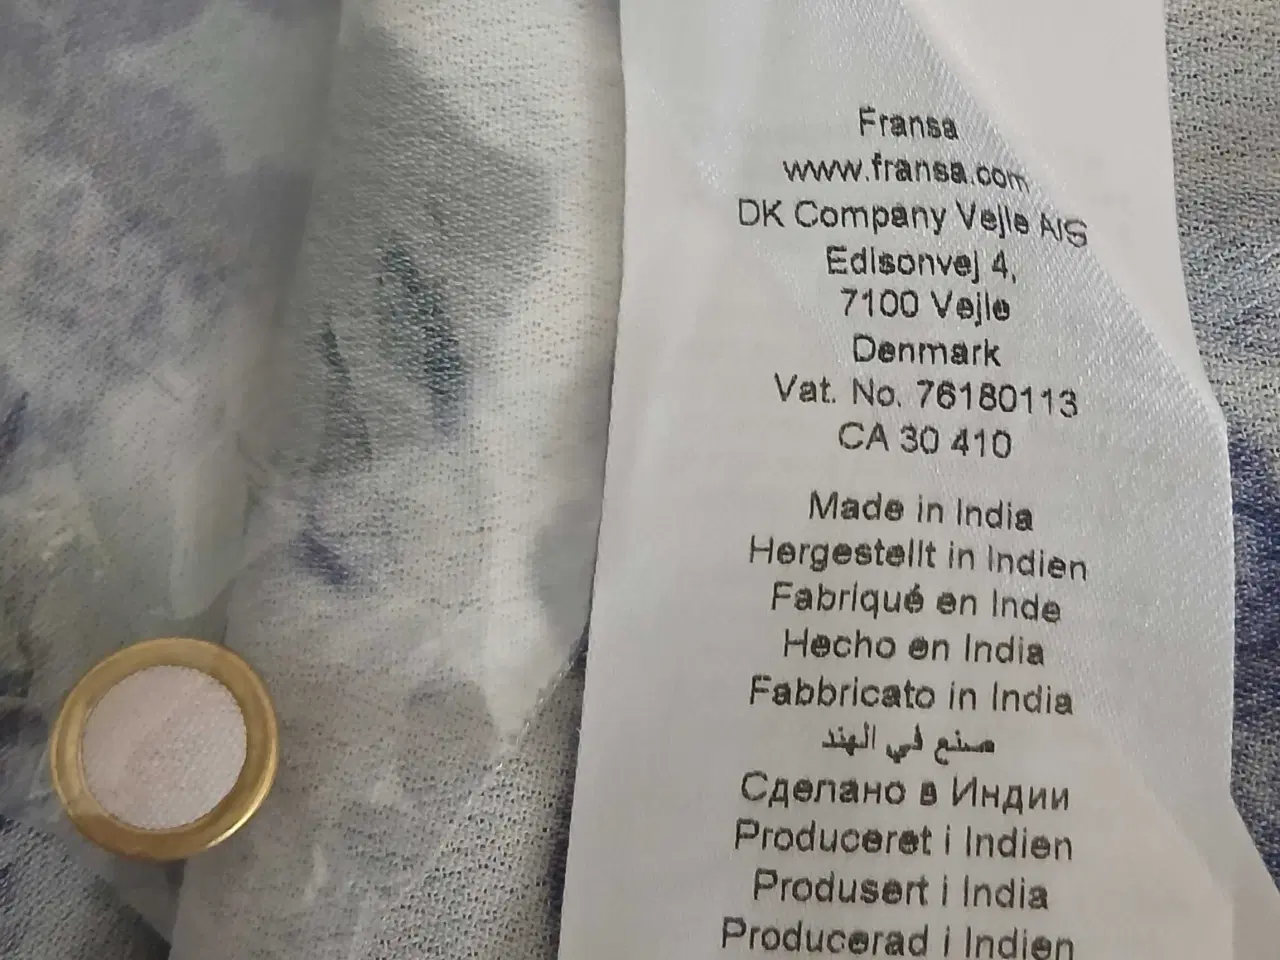 Fransa
www.fransa.com
DK Company Vejle A/S
Edisonvej 4,
7100 Vejle
Denmark
Vat. No. 76180113
CA 30 410
Made in India
Hergestellt in Indien
Fabriqué en Inde
Hecho en India
Fabbricato in India
صنع في الهند
Сделано в Индии
Produceret i Indien
Produsert i India
Producerad i Indien